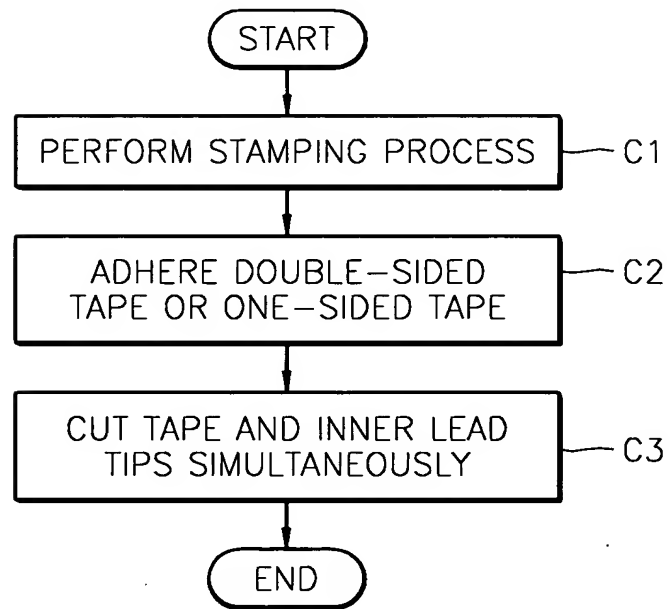 START
PERFORM STAMPING PROCESS
C1
ADHERE DOUBLE-SIDED
TAPE OR ONE-SIDED TAPE
C2
CUT TAPE AND INNER LEAD
TIPS SIMULTANEOUSLY
C3
END